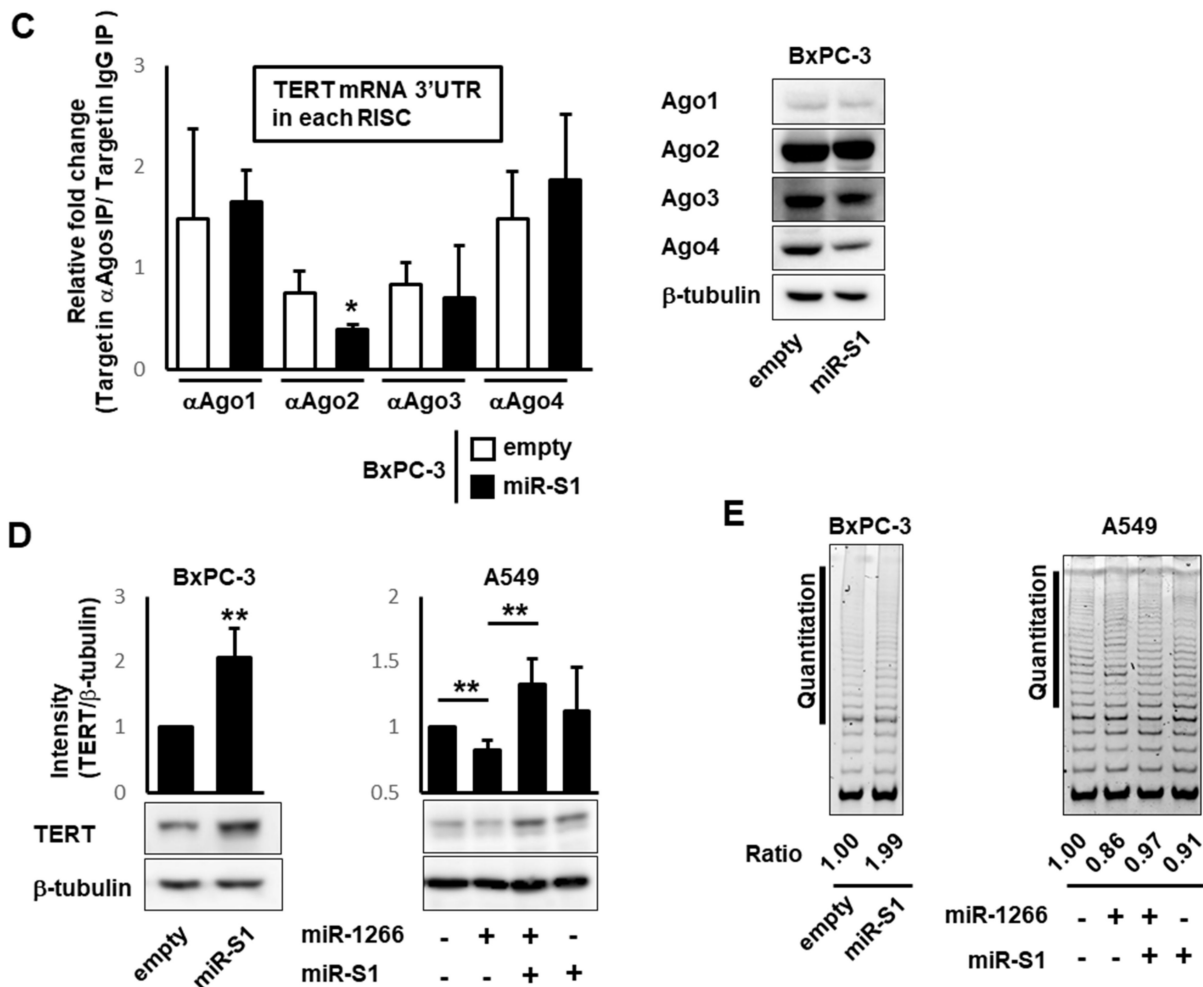 C
Relative fold change
(Target in αAgos IP/ Target in IgG IP )
3
2
1
0
TERT mRNA 3'UTR
in each RISC
*
αAgo1 αAgo2 αAgo3 αAgo4
BxPC-3
empty
miR-S1
BxPC-3
Ago1
Ago2
Ago3
Ago4
β-tubulin
empty miR-S1
D
BxPC-3
Intensity
(TERT/β-tubulin)
3
2
1
0
**
TERT
β-tubulin
empty miR-S1
A549
2
1.5
1
0.5
** **
miR-1266 - + + -
miR-S1 - - + +
E
BxPC-3
Quantitation
Ratio 1.00 1.99
empty miR-S1
A549
Quantitation
1.00 0.86 0.97 0.91
miR-1266 - + + -
miR-S1 - - + +